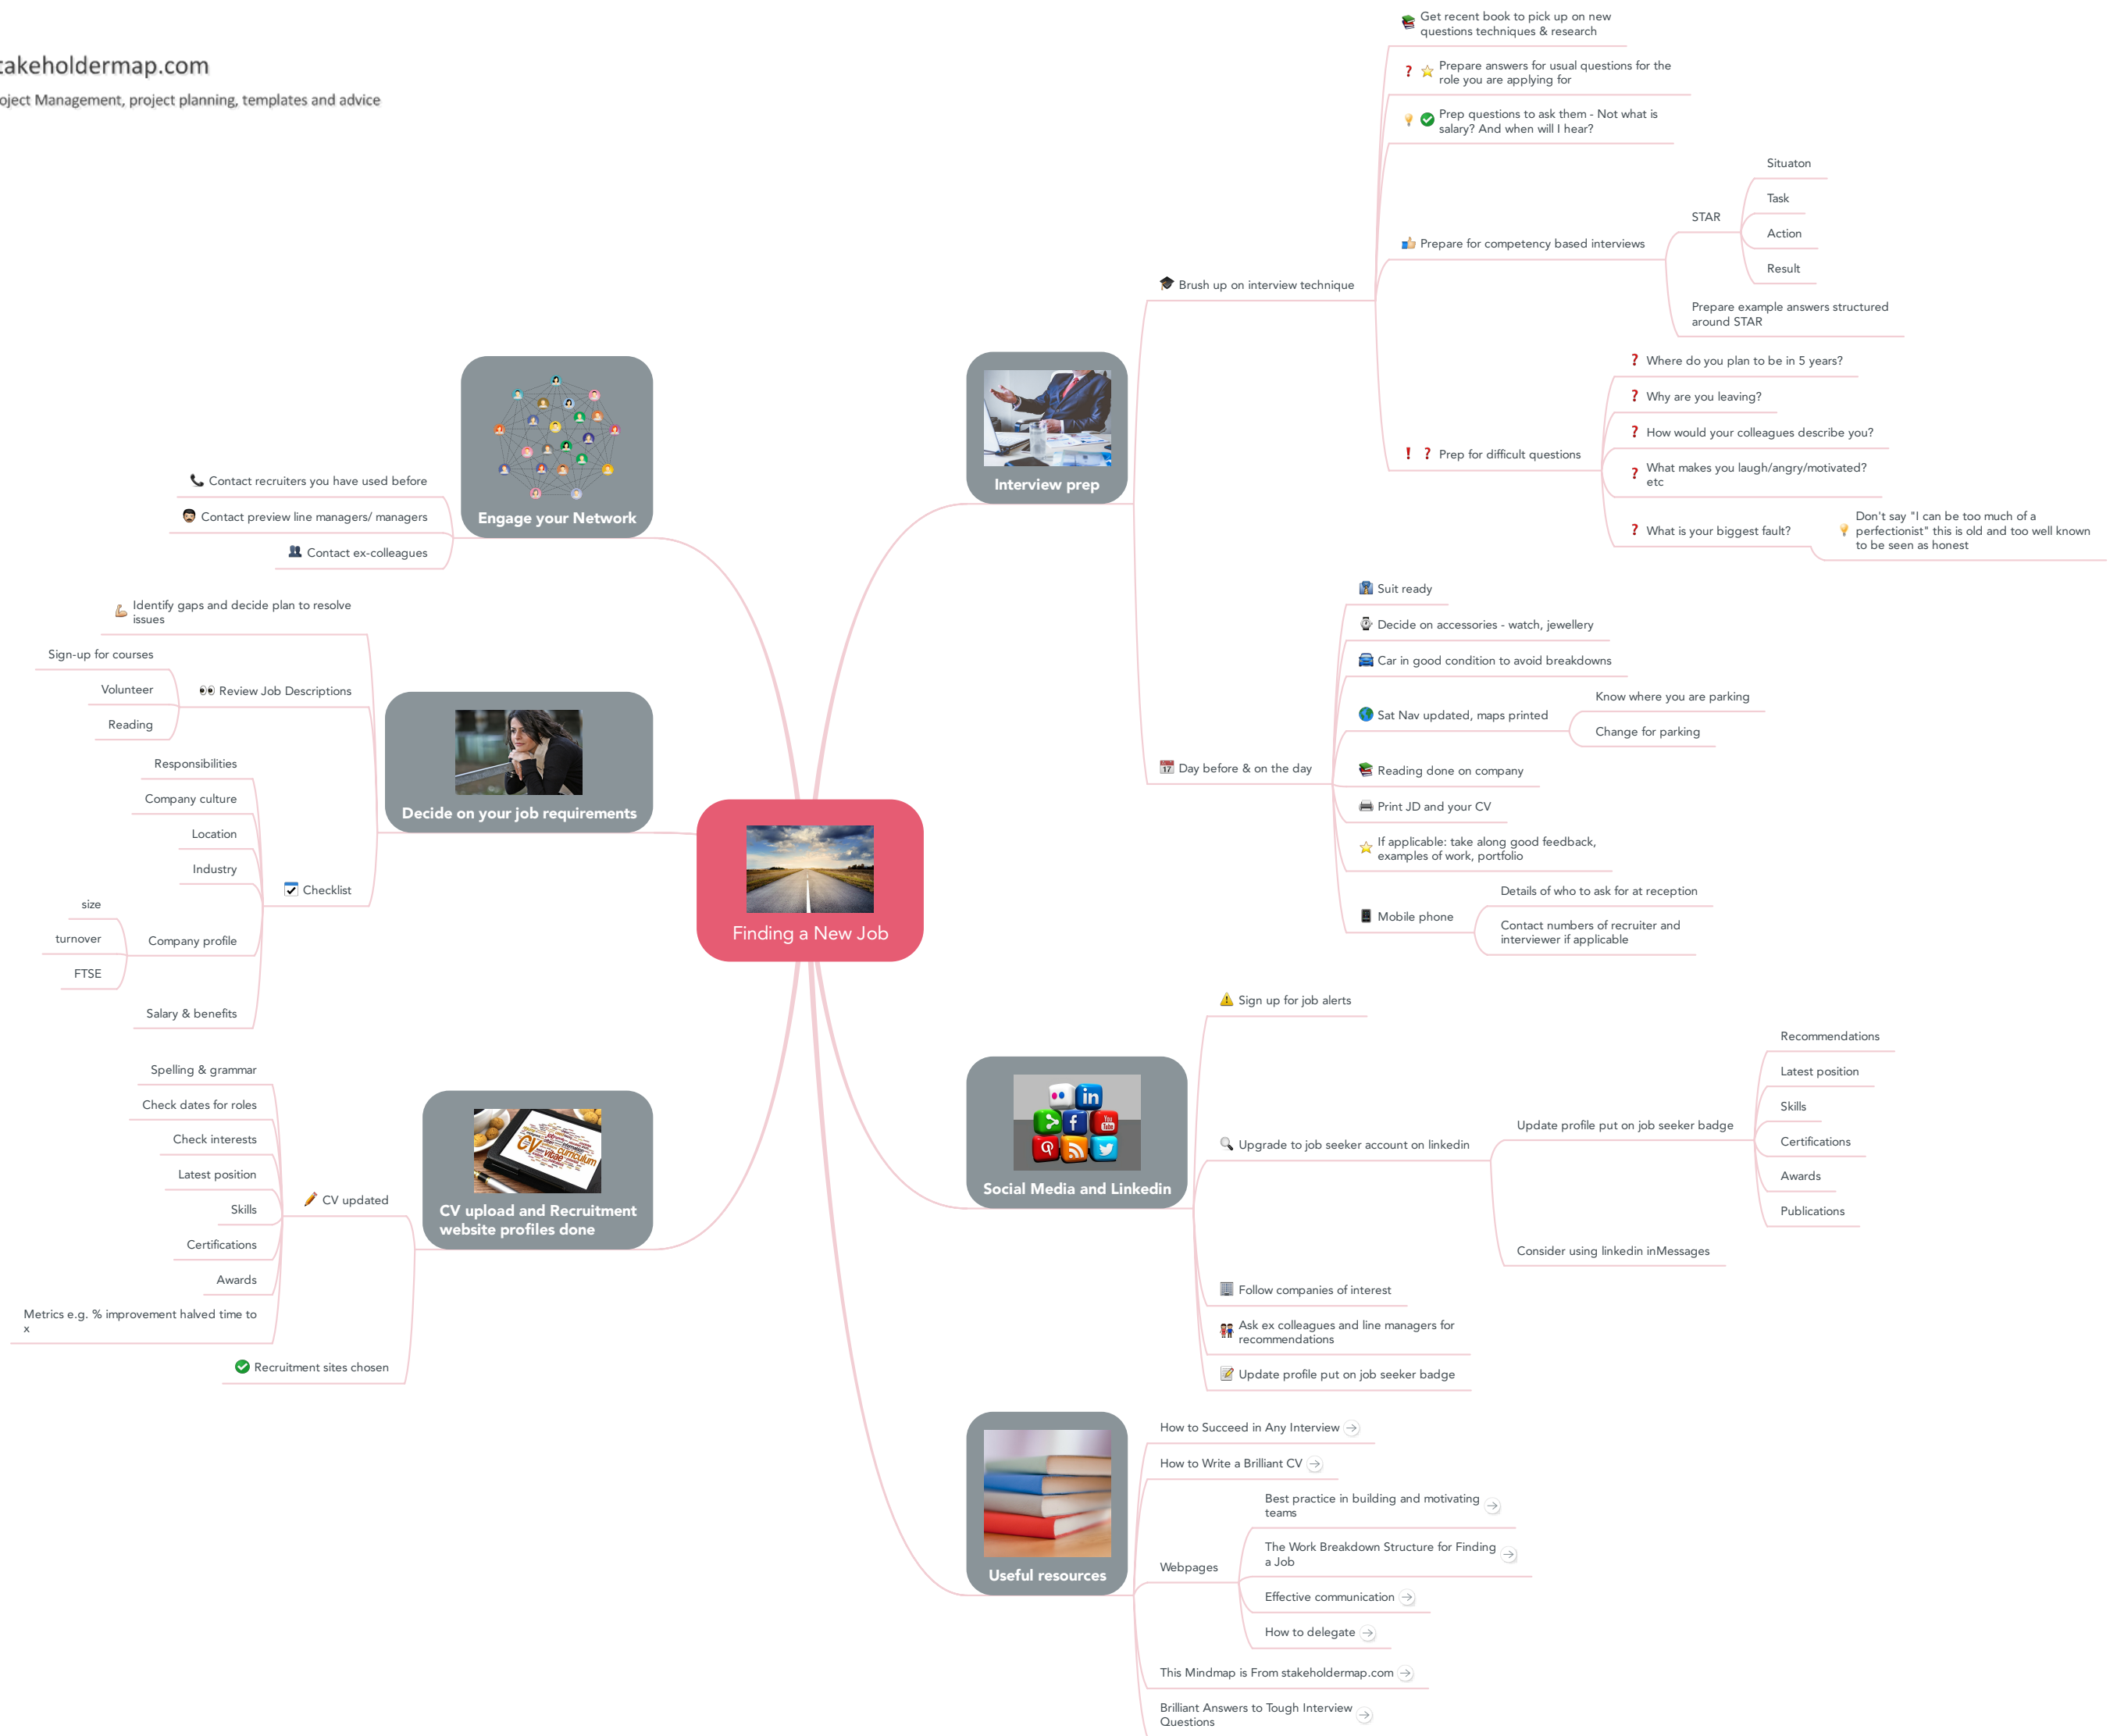 takeholdermap.com
oject Management, project planning, templates and advice
Finding a New Job
Interview prep
Brush up on interview technique
Get recent book to pick up on new
questions techniques & research
Prepare answers for usual questions for the
role you are applying for
Prep questions to ask them - Not what is
salary? And when will I hear?
Prepare for competency based interviews
STAR
Situaton
Task
Action
Result
Prepare example answers structured
around STAR
Prep for difficult questions
Where do you plan to be in 5 years?
Why are you leaving?
How would your colleagues describe you?
What makes you laugh/angry/motivated?
etc
What is your biggest fault?
Don't say "I can be too much of a
perfectionist" this is old and too well known
to be seen as honest
Day before & on the day
Suit ready
Decide on accessories - watch, jewellery
Car in good condition to avoid breakdowns
Sat Nav updated, maps printed
Know where you are parking
Change for parking
Reading done on company
Print JD and your CV
If applicable: take along good feedback,
examples of work, portfolio
Mobile phone
Details of who to ask for at reception
Contact numbers of recruiter and
interviewer if applicable
Social Media and Linkedin
Sign up for job alerts
Upgrade to job seeker account on linkedin
Update profile put on job seeker badge
Recommendations
Latest position
Skills
Certifications
Awards
Publications
Consider using linkedin inMessages
Follow companies of interest
Ask ex colleagues and line managers for
recommendations
Update profile put on job seeker badge
Useful resources
How to Succeed in Any Interview
How to Write a Brilliant CV
Webpages
Best practice in building and motivating
teams
The Work Breakdown Structure for Finding
a Job
Effective communication
How to delegate
This Mindmap is From stakeholdermap.com
Brilliant Answers to Tough Interview
Questions
Engage your Network
Contact recruiters you have used before
Contact preview line managers/ managers
Contact ex-colleagues
Decide on your job requirements
Identify gaps and decide plan to resolve
issues
Review Job Descriptions
Sign-up for courses
Volunteer
Reading
Checklist
Responsibilities
Company culture
Location
Industry
Company profile
size
turnover
FTSE
Salary & benefits
CV upload and Recruitment
website profiles done
CV
curriculum
vitae
CV updated
Spelling & grammar
Check dates for roles
Check interests
Latest position
Skills
Certifications
Awards
Metrics e.g. % improvement halved time to
x
Recruitment sites chosen
in
You
Tube
17